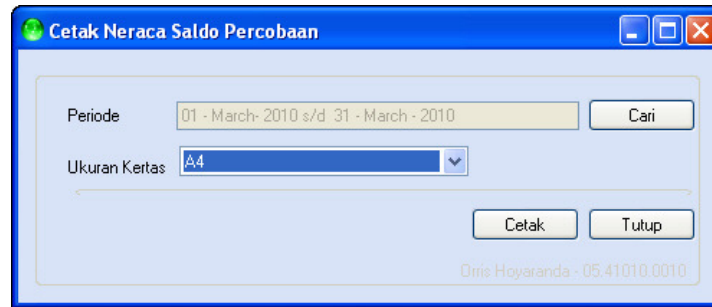 Cetak Neraca Saldo Percobaan
Periode 01 - March- 2010 s/d 31 - March - 2010 Cari
Ukuran Kertas A4
Cetak Tutup
Orris Hoyaranda - 05.41010.0010